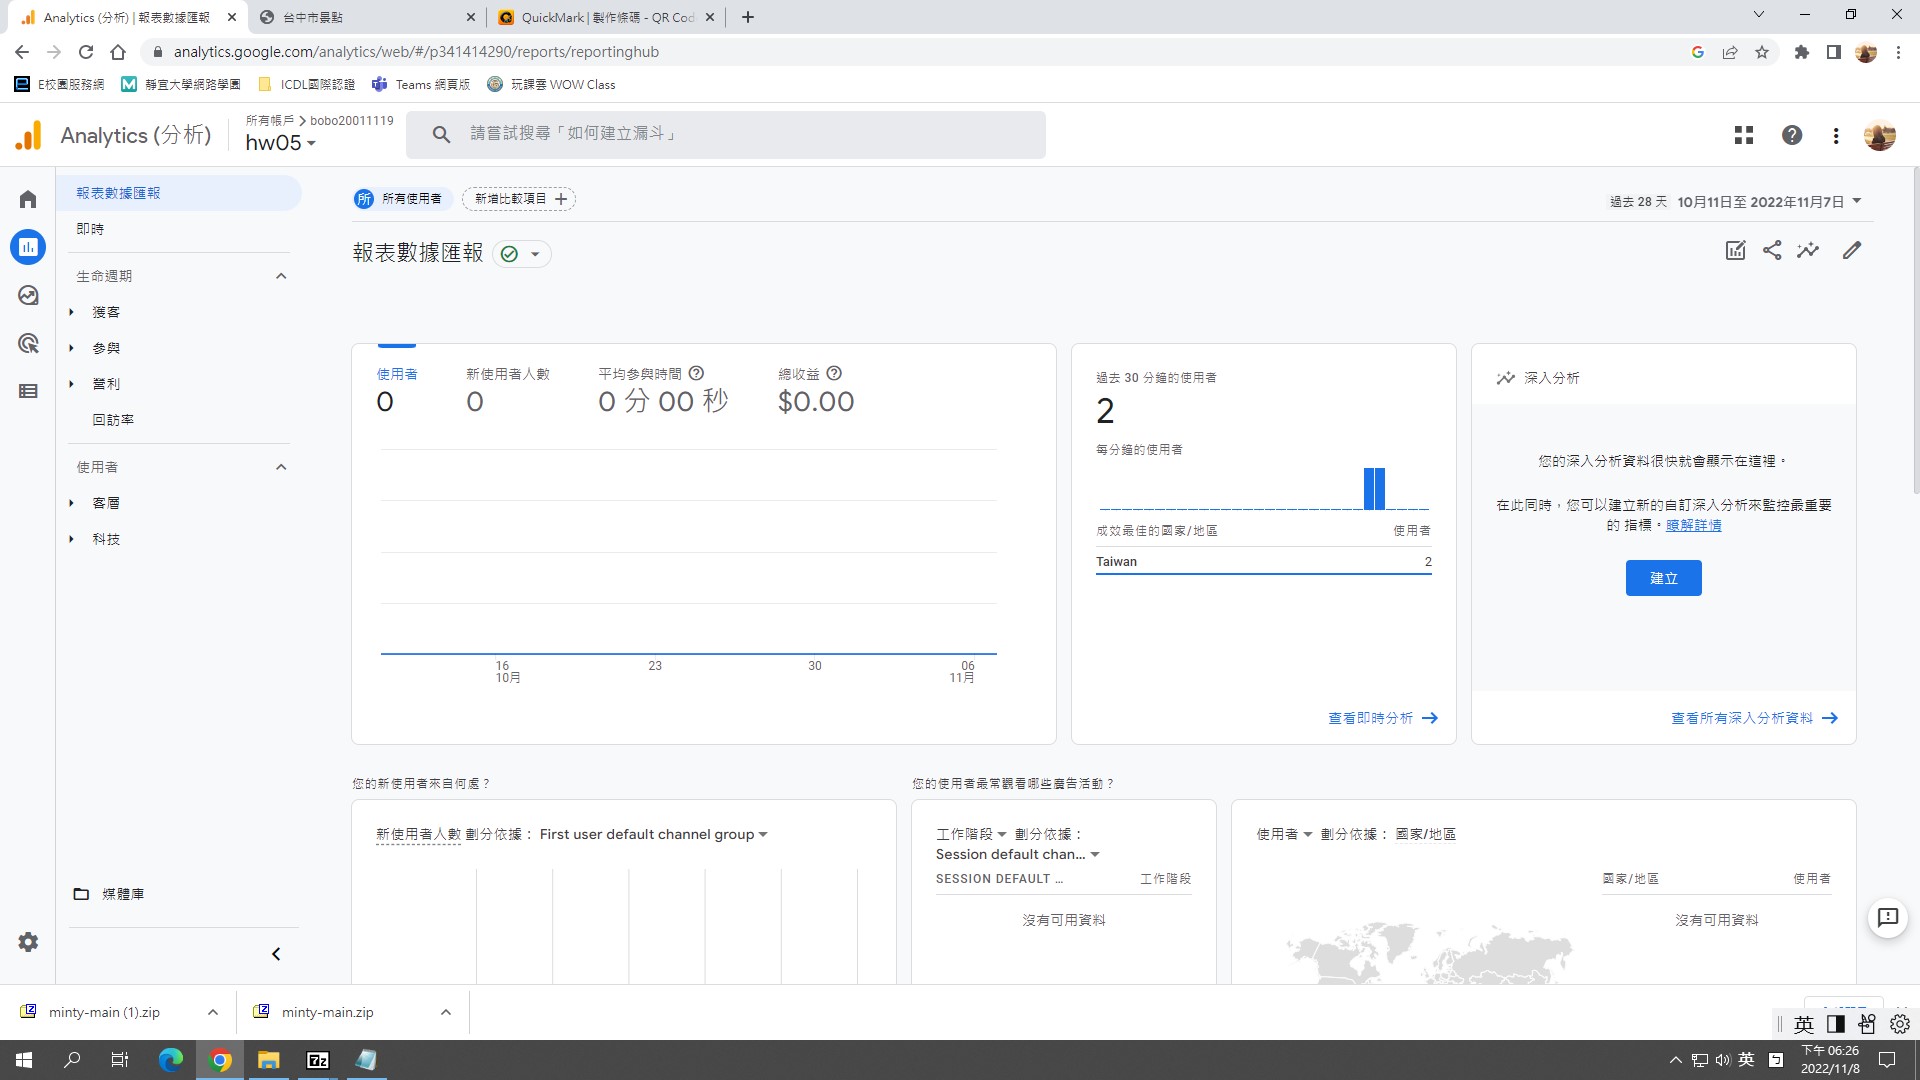 Analytics (分析) | 報表數據匯報
台中市景點
QuickMark | 製作條碼 - QR Cod
analytics.google.com/analytics/web/#/p341414290/reports/reportinghub
E校園服務網
靜宜大學網路學園
ICDL國際認證
Teams 網頁版
玩課雲 WOW Class
Analytics (分析)
所有帳戶 > bobo20011119
hw05
請嘗試搜尋「如何建立漏斗」
報表數據匯報
即時
生命週期
獲客
參與
營利
回訪率
使用者
客層
科技
媒體庫
所 所有使用者
新增比較項目 +
過去 28 天 10月11日至 2022年11月7日
報表數據匯報
使用者
0
新使用者人數
0
平均參與時間
0 分 00 秒
總收益
$0.00
16
10月
23
30
06
11月
過去 30 分鐘的使用者
2
每分鐘的使用者
成效最佳的國家/地區 使用者
Taiwan 2
查看即時分析
深入分析
您的深入分析資料很快就會顯示在這裡。
在此同時，您可以建立新的自訂深入分析來監控最重要
的 指標。瞭解詳情
建立
查看所有深入分析資料
您的新使用者來自何處？
新使用者人數 劃分依據： First user default channel group
您的使用者最常觀看哪些廣告活動？
工作階段 劃分依據：
Session default chan...
SESSION DEFAULT ... 工作階段
沒有可用資料
使用者 劃分依據： 國家/地區
國家/地區 使用者
沒有可用資料
minty-main (1).zip
minty-main.zip
英
英
下午 06:26
2022/11/8